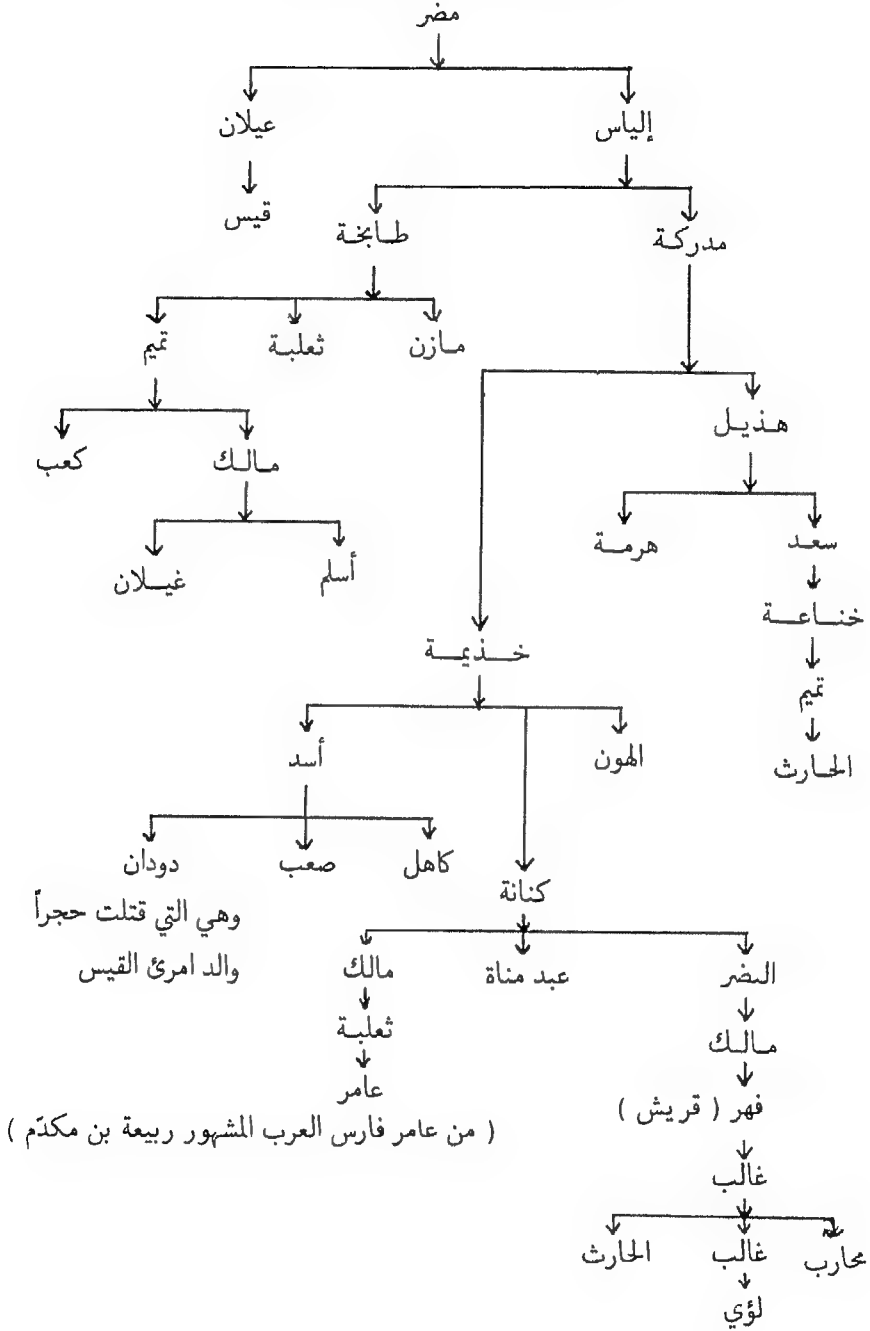 مضر
إلياس
عيلان
قيس
مدركة
طابخة
مازن
ثعلبة
تميم
هذيل
مالك
كعب
سعد
هرمة
أسلم
غيلان
خناعة
خذيمة
تميم
الهون
أسد
الحارث
كاهل
صعب
دودان
كنانة
وهي التي قتلت حجراً
والد امرئ القيس
النضر
عبد مناة
مالك
ثعلبة
مالك
عامر
فهر ( قريش )
( من عامر فارس العرب المشهور ربيعة بن مكدّم )
غالب
محارب
غالب
الحارث
لؤي